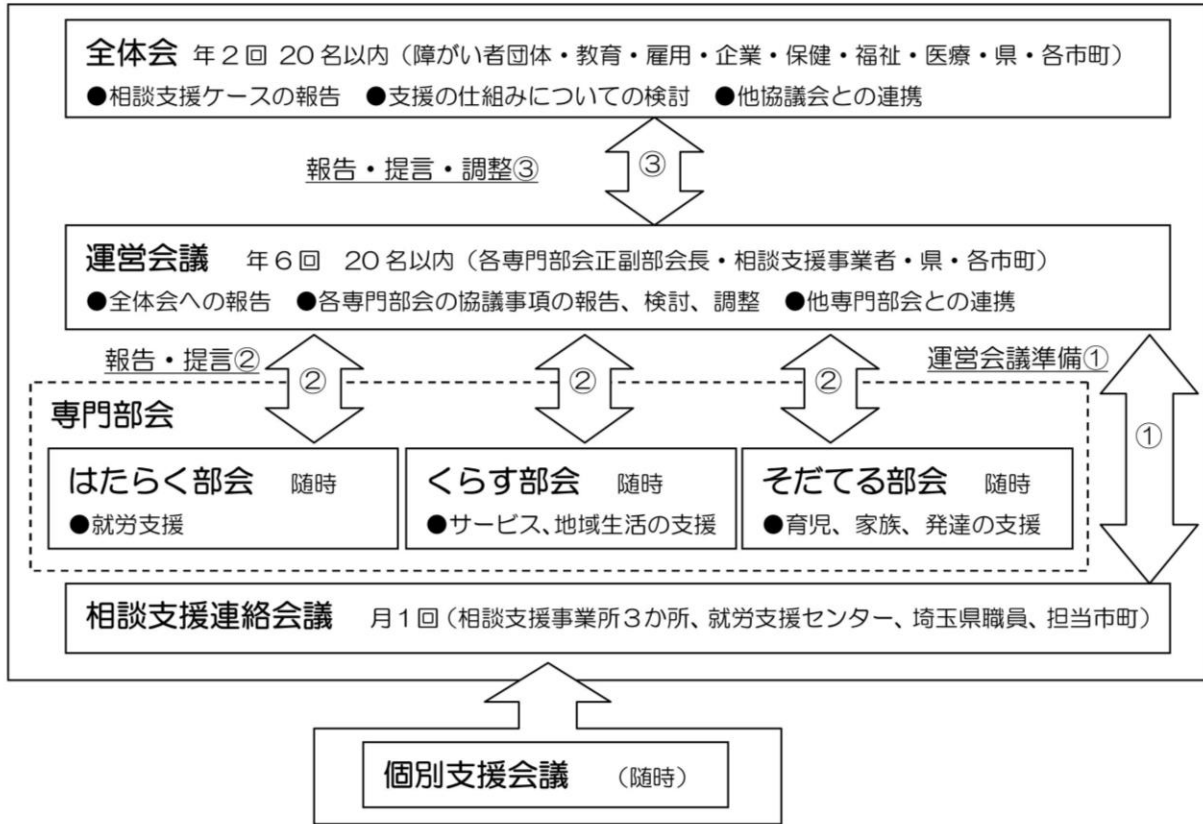 全体会 年2回 20名以内（障がい者団体・教育・雇用・企業・保健・福祉・医療・県・各市町）
●相談支援ケースの報告 ●支援の仕組みについての検討 ●他協議会との連携
報告・提言・調整③
③
運営会議 年6回 20名以内（各専門部会正副部会長・相談支援事業者・県・各市町）
●全体会への報告 ●各専門部会の協議事項の報告、検討、調整 ●他専門部会との連携
報告・提言②
②
②
②
運営会議準備①
①
専門部会
はたらく部会 随時
●就労支援
くらす部会 随時
●サービス、地域生活の支援
そだてる部会 随時
●育児、家族、発達の支援
相談支援連絡会議 月1回（相談支援事業所3か所、就労支援センター、埼玉県職員、担当市町）
個別支援会議 （随時）